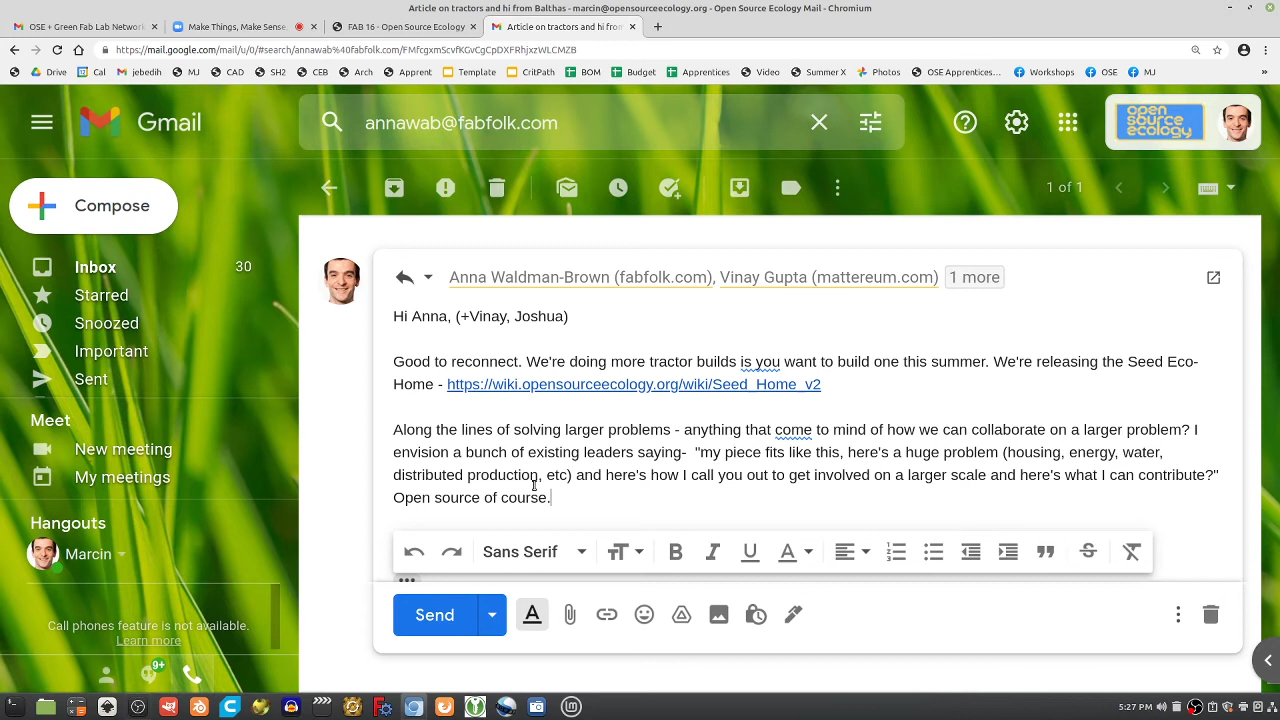 Article on tractors and hi from Balthas - marcin@opensourceecology.org - Open Source Ecology Mail - Chromium
OSE + Green Fab Lab Network
Make Things, Make Sense,
FAB 16 - Open Source Ecology
Article on tractors and hi from
https://mail.google.com/mail/u/0/#search/annawab%40fabfolk.com/FMfcgxmScvfKGvCgCpDXFRhjxzWLCMZB
Drive Cal jebedih MJ CAD SH2 CEB Arch Apprent Template CritPath BOM Budget Apprentices Video Summer X Photos OSE Apprentices... Workshops OSE MJ »
Gmail
annawab@fabfolk.com
open source ecology
Compose
1 of 1
Inbox 30
Starred
Snoozed
Important
Sent
Meet
New meeting
My meetings
Hangouts
Marcin
Call phones feature is not available.
Learn more
9+
Anna Waldman-Brown (fabfolk.com), Vinay Gupta (mattereum.com) 1 more
Hi Anna, (+Vinay, Joshua)
Good to reconnect. We're doing more tractor builds is you want to build one this summer. We're releasing the Seed Eco-
Home - https://wiki.opensourceecology.org/wiki/Seed_Home_v2
Along the lines of solving larger problems - anything that come to mind of how we can collaborate on a larger problem? I
envision a bunch of existing leaders saying-  "my piece fits like this, here's a huge problem (housing, energy, water,
distributed production, etc) and here's how I call you out to get involved on a larger scale and here's what I can contribute?"
Open source of course.
Sans Serif
Send
5:27 PM